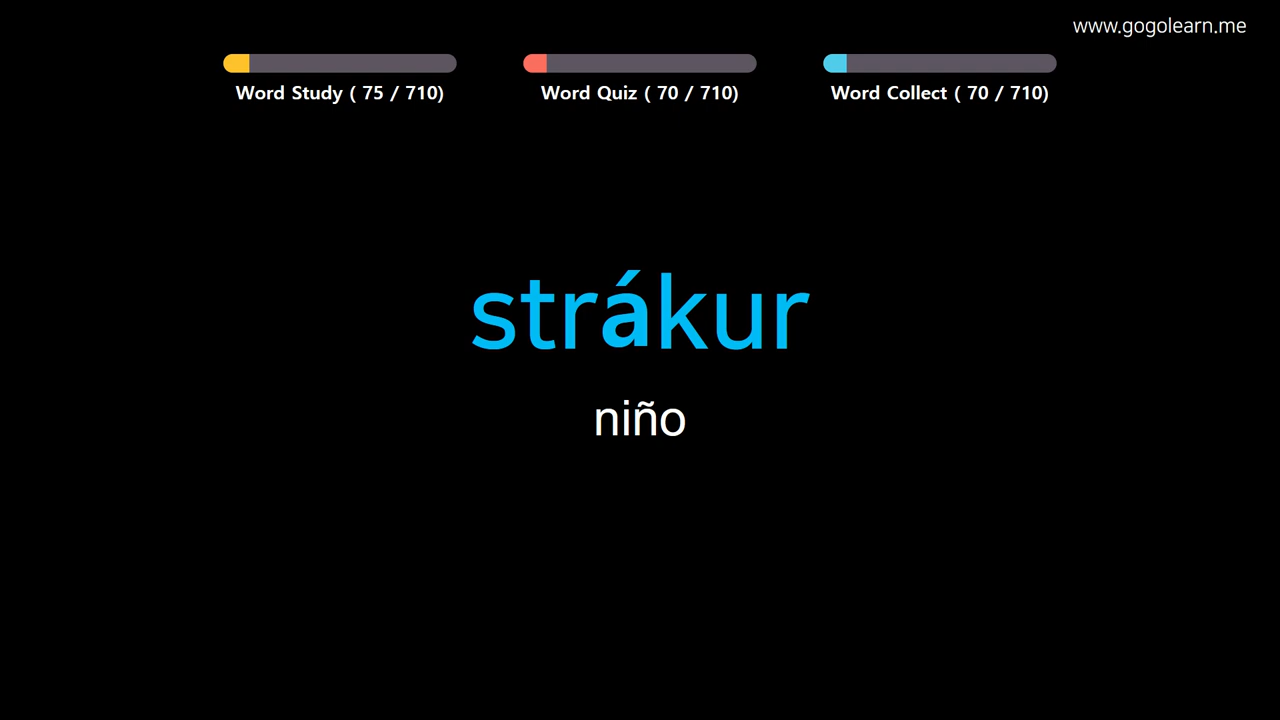 www.gogolearn.me
Word Study ( 75 / 710)
Word Quiz ( 70 / 710)
Word Collect ( 70 / 710)
strákur
niño